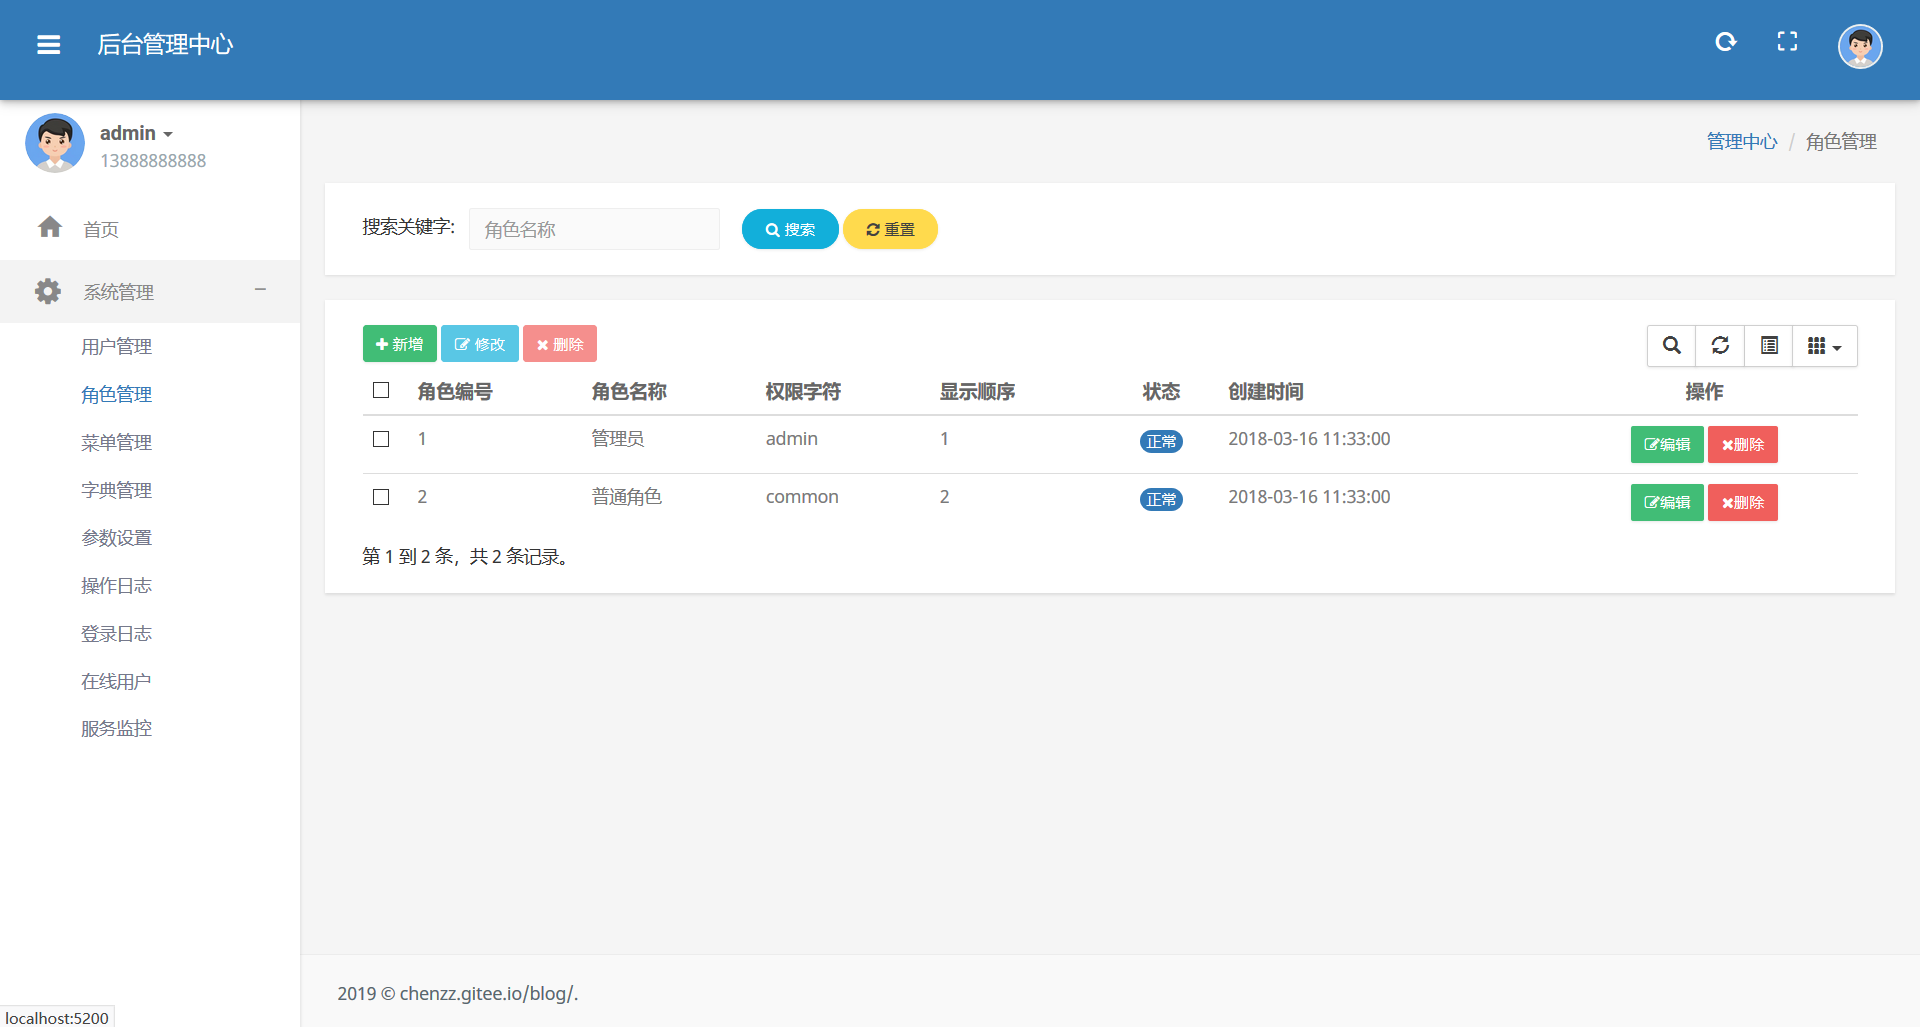 后台管理中心
admin
13888888888
首页
系统管理
用户管理
角色管理
菜单管理
字典管理
参数设置
操作日志
登录日志
在线用户
服务监控
管理中心 / 角色管理
搜索关键字: 角色名称 搜索 重置
新增 修改 删除
角色编号 角色名称 权限字符 显示顺序 状态 创建时间 操作
1 管理员 admin 1 正常 2018-03-16 11:33:00 编辑 删除
2 普通角色 common 2 正常 2018-03-16 11:33:00 编辑 删除
第 1 到 2 条，共 2 条记录。
2019 © chenzz.gitee.io/blog/.
localhost:5200